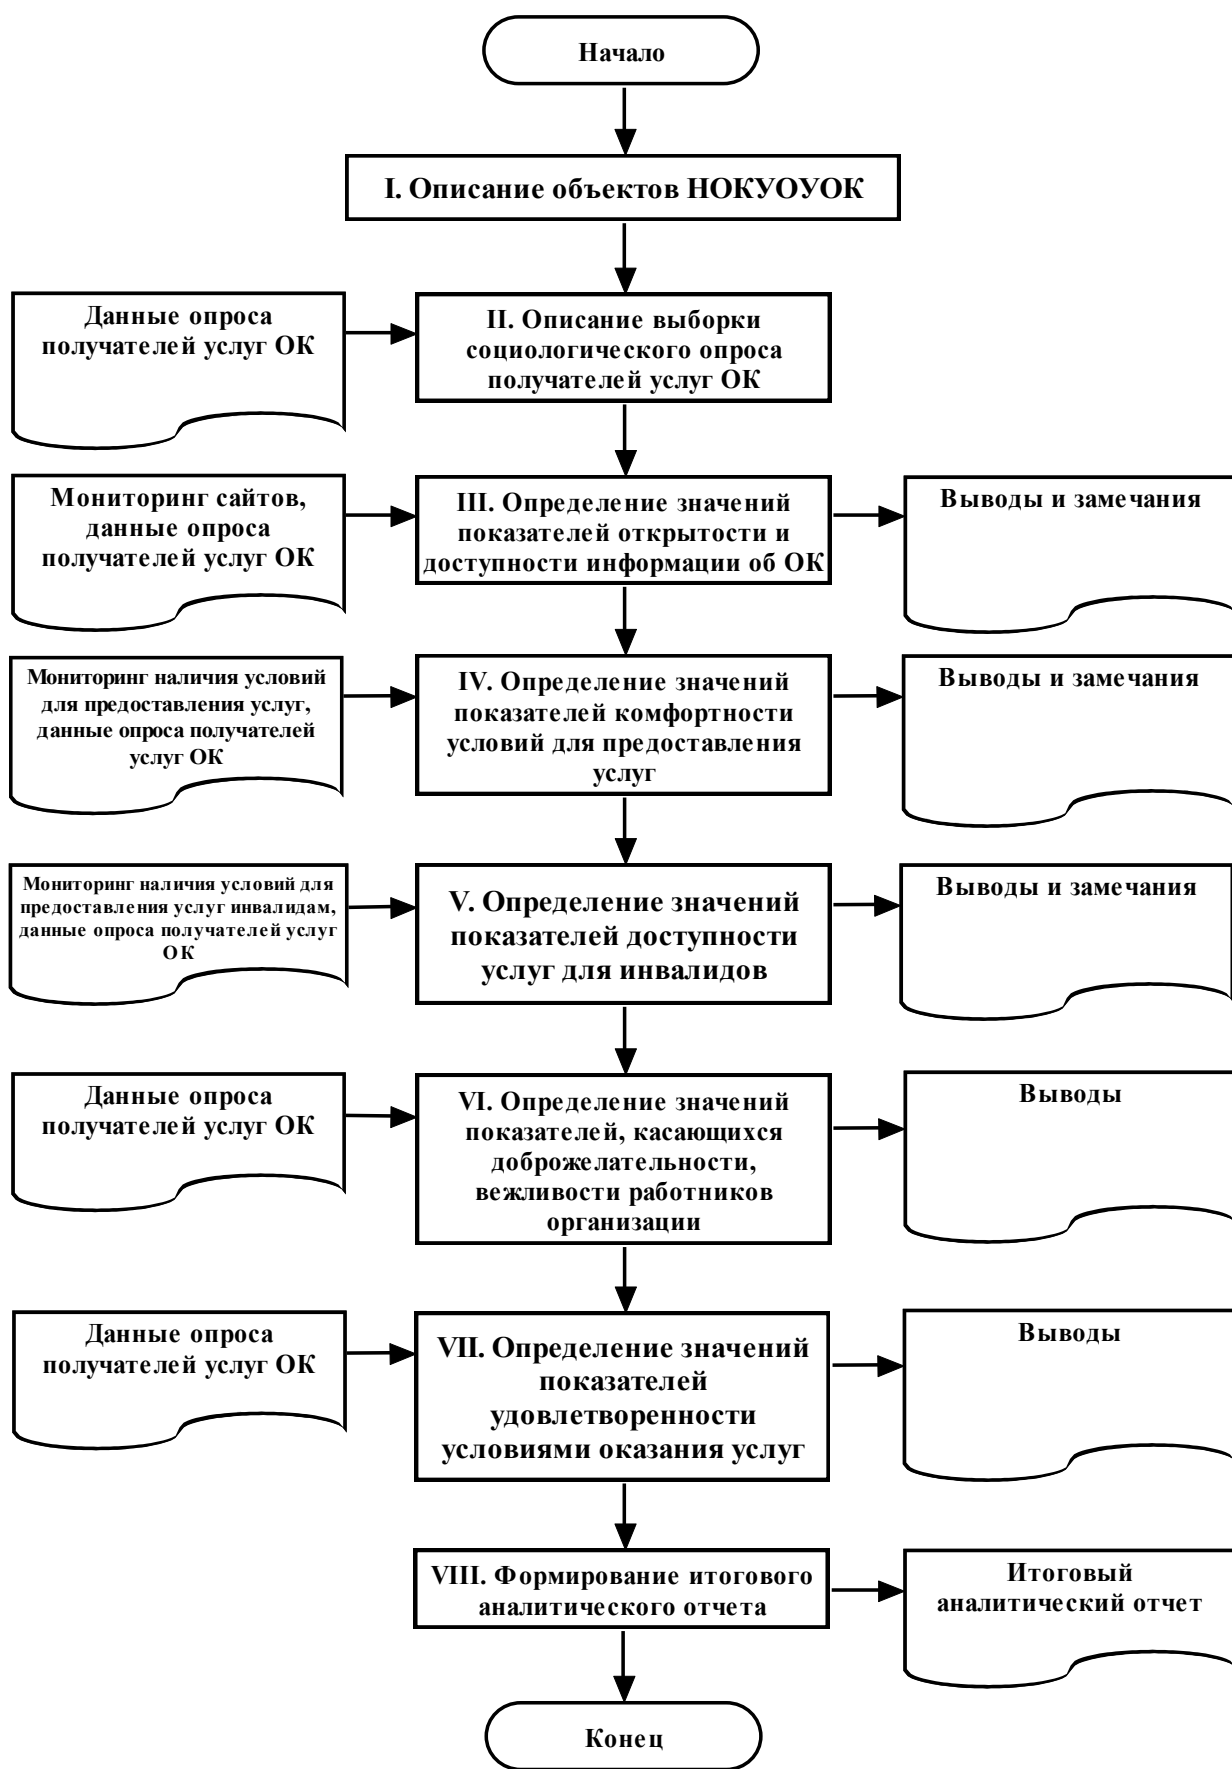 Начало
I. Описание объектов НОКУОУОК
Данные опроса
получателей услуг ОК
II. Описание выборки
социологического опроса
получателей услуг ОК
Мониторинг сайтов,
данные опроса
получателей услуг ОК
III. Определение значений
показателей открытости и
доступности информации об ОК
Выводы и замечания
Мониторинг наличия условий
для предоставления услуг,
данные опроса получателей
услуг ОК
IV. Определение значений
показателей комфортности
условий для предоставления
услуг
Выводы и замечания
Мониторинг наличия условий для
предоставления услуг инвалидам,
данные опроса получателей услуг
ОК
V. Определение значений
показателей доступности
услуг для инвалидов
Выводы и замечания
Данные опроса
получателей услуг ОК
VI. Определение значений
показателей, касающихся
доброжелательности,
вежливости работников
организации
Выводы
Данные опроса
получателей услуг ОК
VII. Определение значений
показателей
удовлетворенности
условиями оказания услуг
Выводы
VIII. Формирование итогового
аналитического отчета
Итоговый
аналитический отчет
Конец